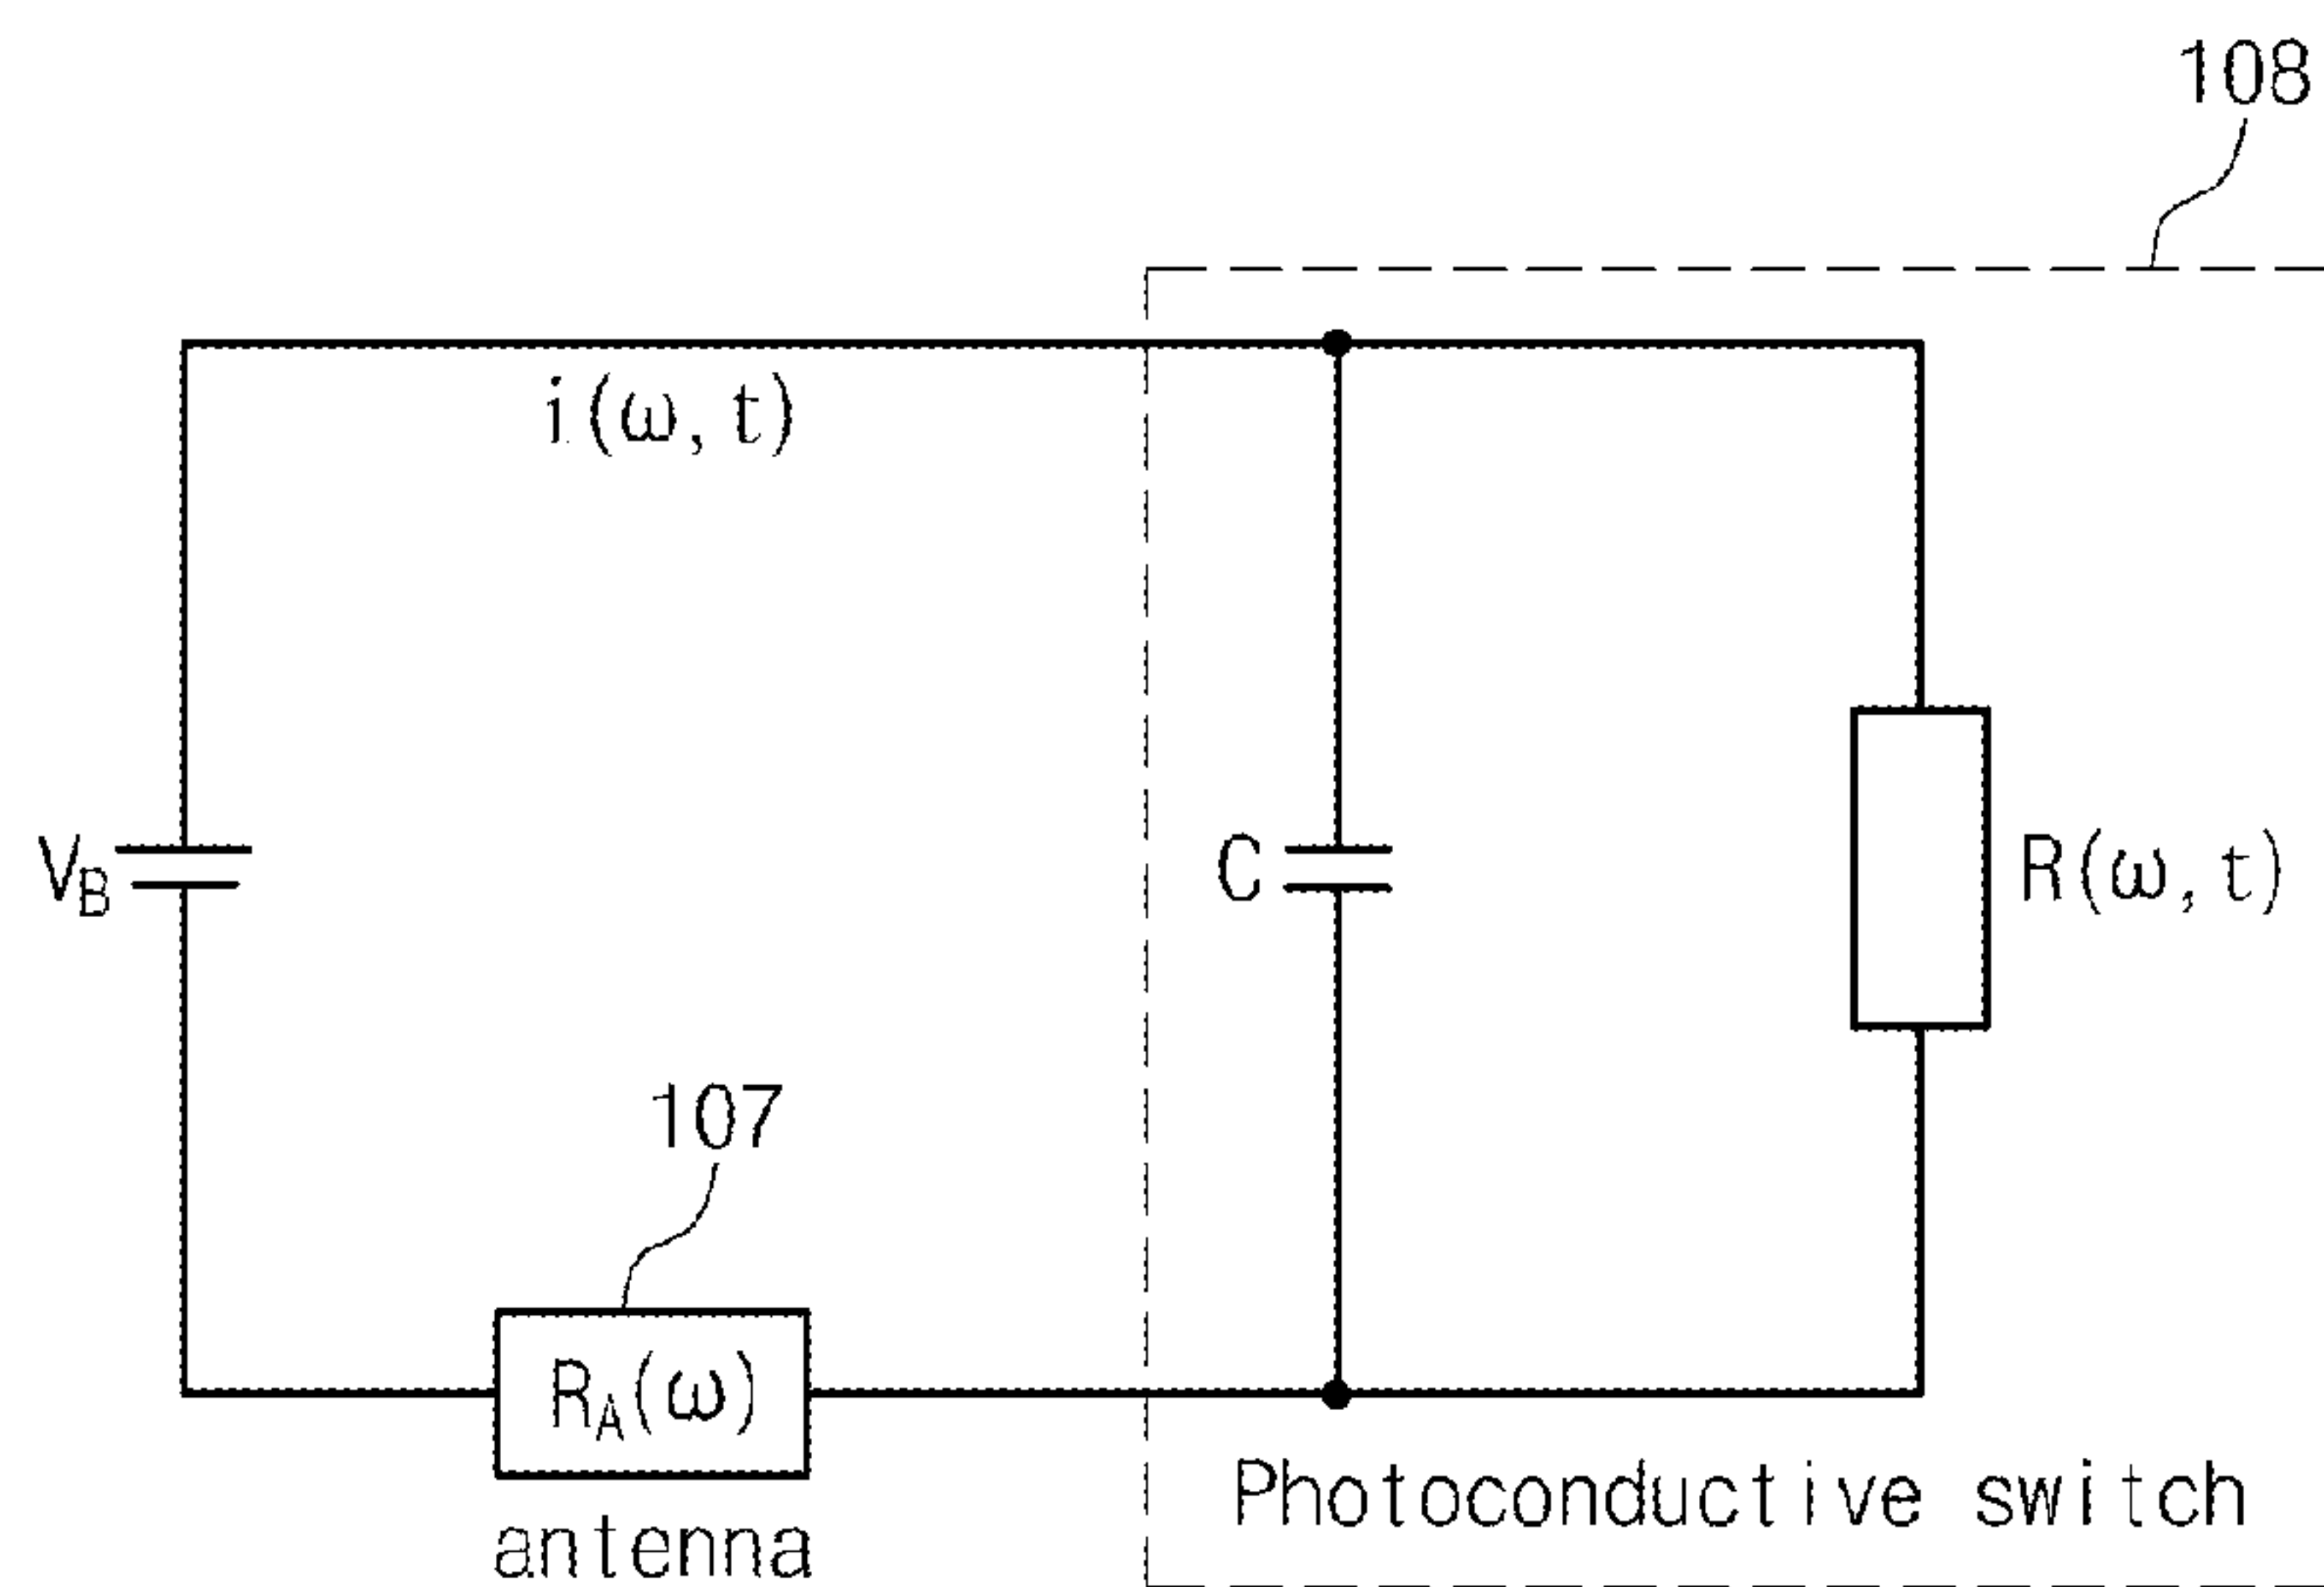 108
i(ω,t)
V_B
C
R(ω,t)
107
R_A(ω)
antenna
Photoconductive switch